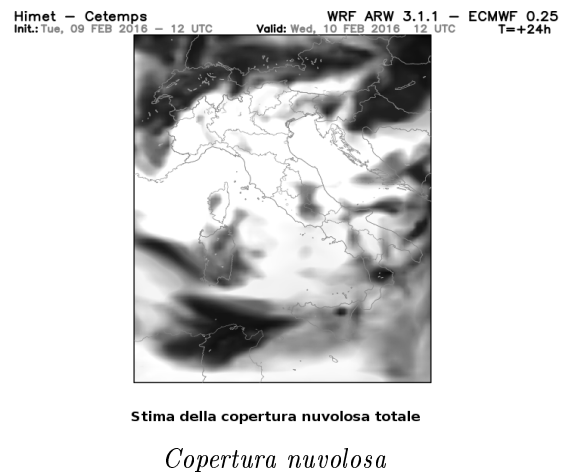 Himet – Cetemps WRF ARW 3.1.1 – ECMWF 0.25
Init.: Tue, 09 FEB 2016 – 12 UTC Valid: Wed, 10 FEB 2016 12 UTC T=+24h
Stima della copertura nuvolosa totale
Copertura nuvolosa